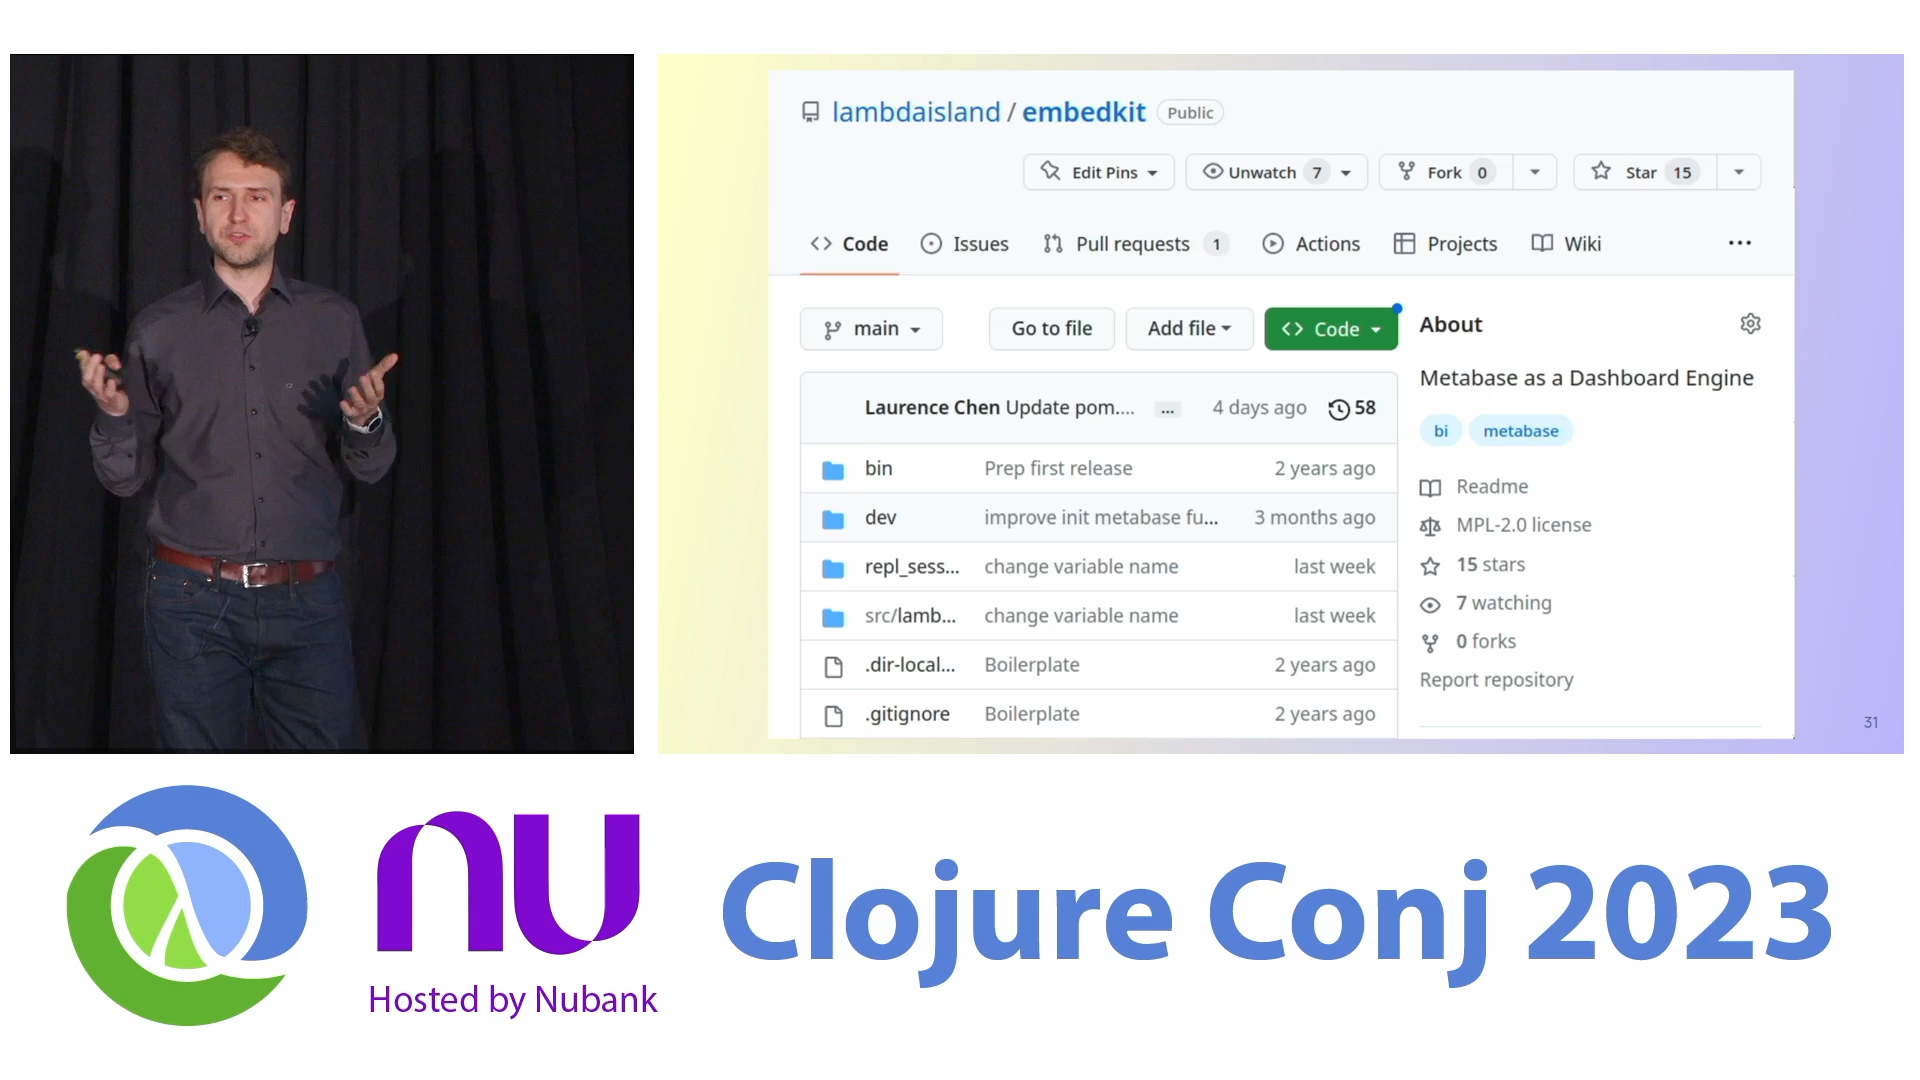 lambdaisland / embedkit Public
Edit Pins Unwatch 7 Fork 0 Star 15
Code Issues Pull requests 1 Actions Projects Wiki ...
main Go to file Add file Code
About
Metabase as a Dashboard Engine
bi metabase
Readme
MPL-2.0 license
15 stars
7 watching
0 forks
Report repository
Laurence Chen Update pom.... ... 4 days ago 58
bin Prep first release 2 years ago
dev improve init metabase fu... 3 months ago
repl_sess... change variable name last week
src/lamb... change variable name last week
.dir-local... Boilerplate 2 years ago
.gitignore Boilerplate 2 years ago
31
nu
Hosted by Nubank
Clojure Conj 2023